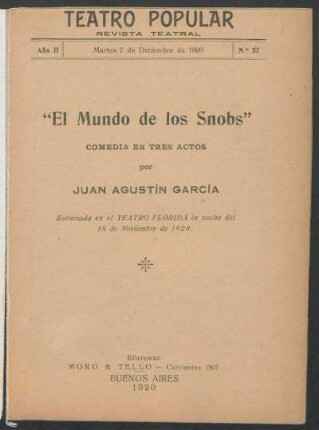 TEATRO POPULAR
REVISTA TEATRAL
Año II Martes 7 de Diciembre de 1920 N.º 57
"El Mundo de los Snobs"
COMEDIA EN TRES ACTOS
por
JUAN AGUSTÍN GARCÍA
Estrenada en el TEATRO FLORIDA la noche del
18 de Noviembre de 1920.
Editores
MORO & TELLO — Corrientes 1307
BUENOS AIRES
1920